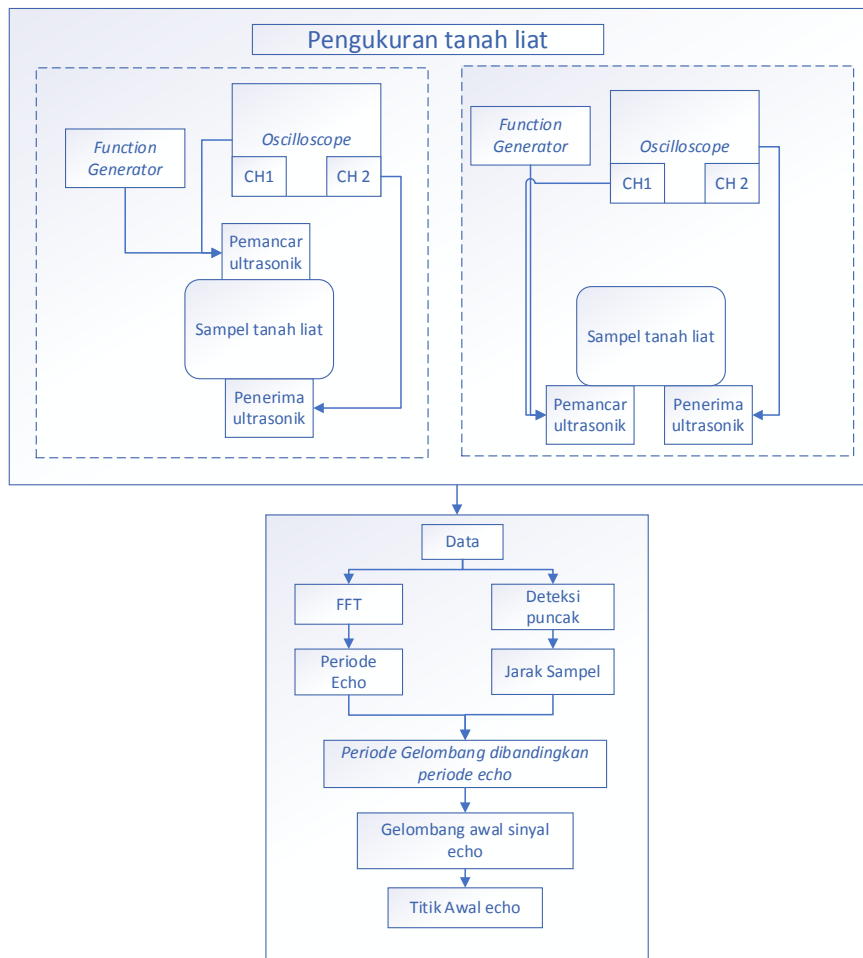 Pengukuran tanah liat
Function
Generator
Oscilloscope
CH1
CH 2
Pemancar
ultrasonik
Sampel tanah liat
Penerima
ultrasonik
Function
Generator
Oscilloscope
CH1
CH 2
Sampel tanah liat
Pemancar
ultrasonik
Penerima
ultrasonik
Data
FFT
Deteksi
puncak
Periode
Echo
Jarak Sampel
Periode Gelombang dibandingkan
periode echo
Gelombang awal sinyal
echo
Titik Awal echo